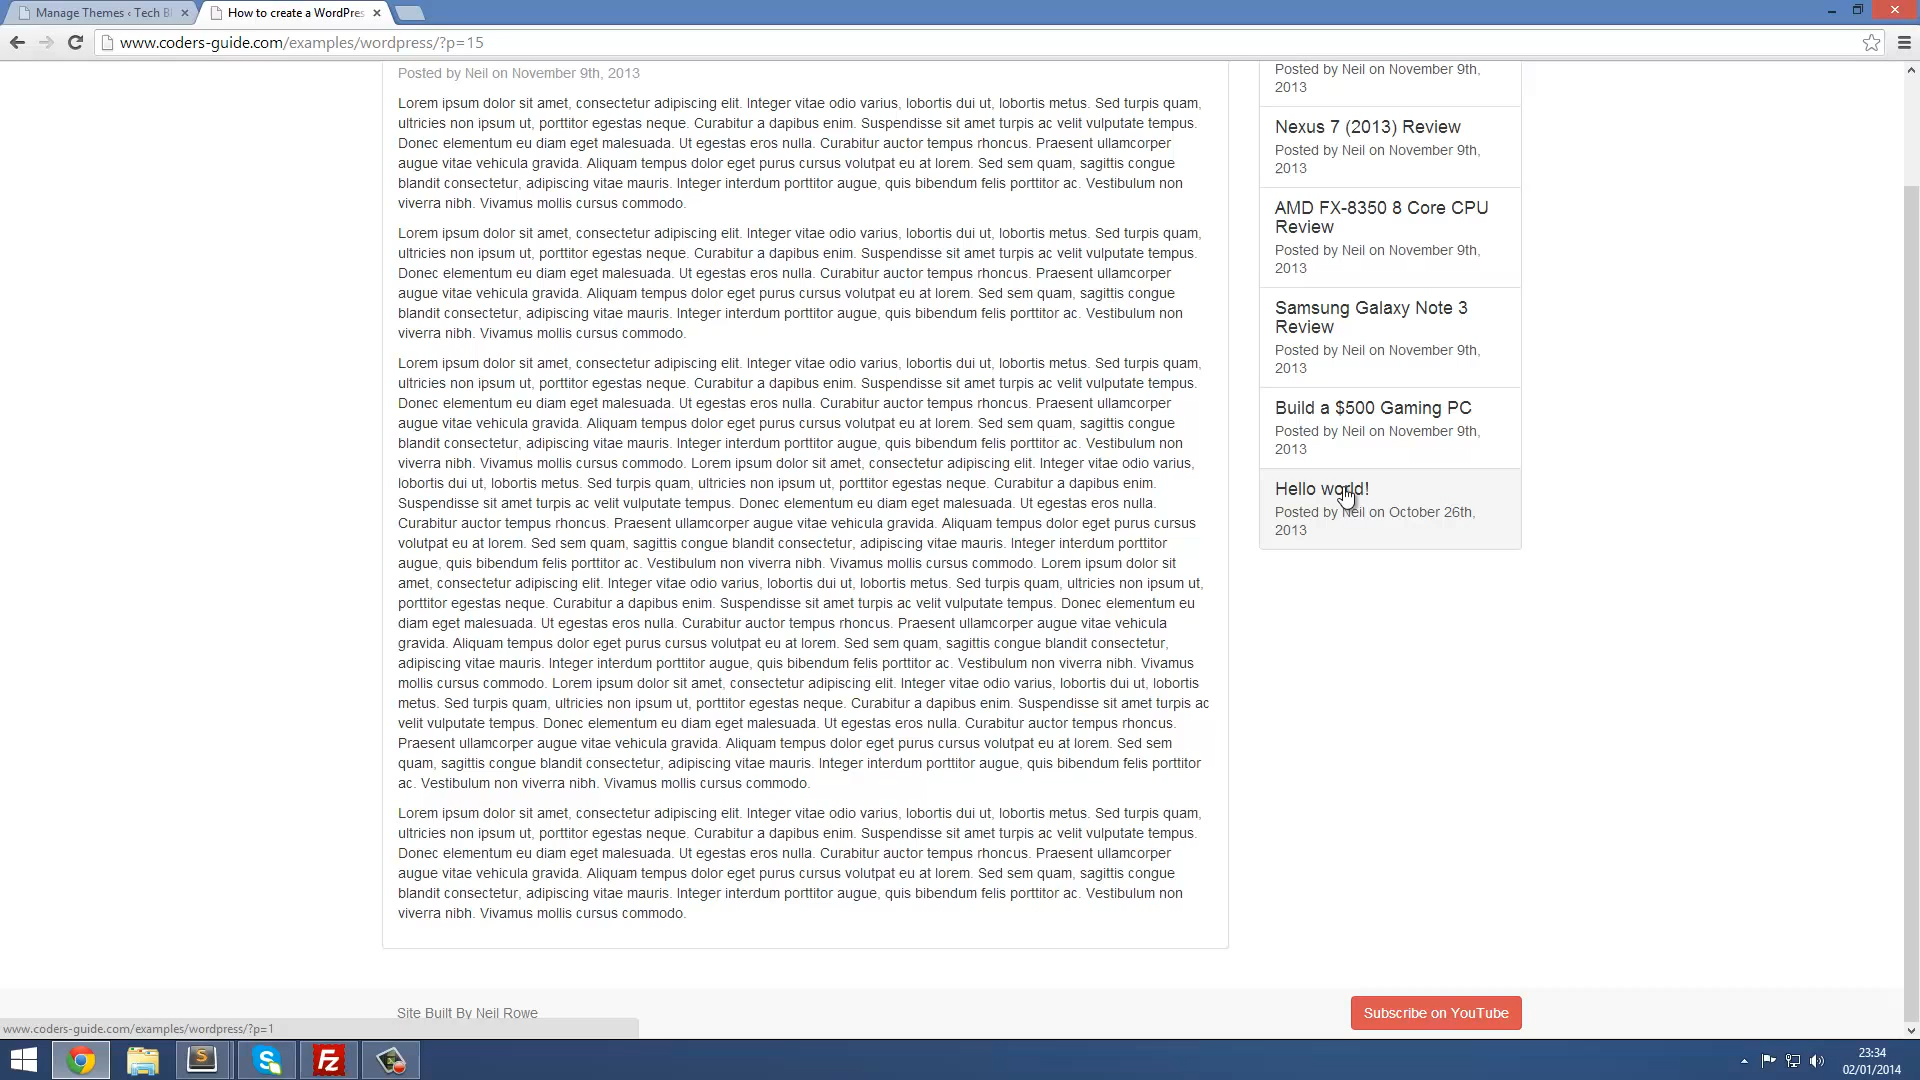 Manage Themes ‹ Tech Bl
How to create a WordPres
www.coders-guide.com/examples/wordpress/?p=15
Posted by Neil on November 9th, 2013
Lorem ipsum dolor sit amet, consectetur adipiscing elit. Integer vitae odio varius, lobortis dui ut, lobortis metus. Sed turpis quam,
ultricies non ipsum ut, porttitor egestas neque. Curabitur a dapibus enim. Suspendisse sit amet turpis ac velit vulputate tempus.
Donec elementum eu diam eget malesuada. Ut egestas eros nulla. Curabitur auctor tempus rhoncus. Praesent ullamcorper
augue vitae vehicula gravida. Aliquam tempus dolor eget purus cursus volutpat eu at lorem. Sed sem quam, sagittis congue
blandit consectetur, adipiscing vitae mauris. Integer interdum porttitor augue, quis bibendum felis porttitor ac. Vestibulum non
viverra nibh. Vivamus mollis cursus commodo.
Lorem ipsum dolor sit amet, consectetur adipiscing elit. Integer vitae odio varius, lobortis dui ut, lobortis metus. Sed turpis quam,
ultricies non ipsum ut, porttitor egestas neque. Curabitur a dapibus enim. Suspendisse sit amet turpis ac velit vulputate tempus.
Donec elementum eu diam eget malesuada. Ut egestas eros nulla. Curabitur auctor tempus rhoncus. Praesent ullamcorper
augue vitae vehicula gravida. Aliquam tempus dolor eget purus cursus volutpat eu at lorem. Sed sem quam, sagittis congue
blandit consectetur, adipiscing vitae mauris. Integer interdum porttitor augue, quis bibendum felis porttitor ac. Vestibulum non
viverra nibh. Vivamus mollis cursus commodo.
Lorem ipsum dolor sit amet, consectetur adipiscing elit. Integer vitae odio varius, lobortis dui ut, lobortis metus. Sed turpis quam,
ultricies non ipsum ut, porttitor egestas neque. Curabitur a dapibus enim. Suspendisse sit amet turpis ac velit vulputate tempus.
Donec elementum eu diam eget malesuada. Ut egestas eros nulla. Curabitur auctor tempus rhoncus. Praesent ullamcorper
augue vitae vehicula gravida. Aliquam tempus dolor eget purus cursus volutpat eu at lorem. Sed sem quam, sagittis congue
blandit consectetur, adipiscing vitae mauris. Integer interdum porttitor augue, quis bibendum felis porttitor ac. Vestibulum non
viverra nibh. Vivamus mollis cursus commodo. Lorem ipsum dolor sit amet, consectetur adipiscing elit. Integer vitae odio varius,
lobortis dui ut, lobortis metus. Sed turpis quam, ultricies non ipsum ut, porttitor egestas neque. Curabitur a dapibus enim.
Suspendisse sit amet turpis ac velit vulputate tempus. Donec elementum eu diam eget malesuada. Ut egestas eros nulla.
Curabitur auctor tempus rhoncus. Praesent ullamcorper augue vitae vehicula gravida. Aliquam tempus dolor eget purus cursus
volutpat eu at lorem. Sed sem quam, sagittis congue blandit consectetur, adipiscing vitae mauris. Integer interdum porttitor
augue, quis bibendum felis porttitor ac. Vestibulum non viverra nibh. Vivamus mollis cursus commodo. Lorem ipsum dolor sit
amet, consectetur adipiscing elit. Integer vitae odio varius, lobortis dui ut, lobortis metus. Sed turpis quam, ultricies non ipsum ut,
porttitor egestas neque. Curabitur a dapibus enim. Suspendisse sit amet turpis ac velit vulputate tempus. Donec elementum eu
diam eget malesuada. Ut egestas eros nulla. Curabitur auctor tempus rhoncus. Praesent ullamcorper augue vitae vehicula
gravida. Aliquam tempus dolor eget purus cursus volutpat eu at lorem. Sed sem quam, sagittis congue blandit consectetur,
adipiscing vitae mauris. Integer interdum porttitor augue, quis bibendum felis porttitor ac. Vestibulum non viverra nibh. Vivamus
mollis cursus commodo. Lorem ipsum dolor sit amet, consectetur adipiscing elit. Integer vitae odio varius, lobortis dui ut, lobortis
metus. Sed turpis quam, ultricies non ipsum ut, porttitor egestas neque. Curabitur a dapibus enim. Suspendisse sit amet turpis ac
velit vulputate tempus. Donec elementum eu diam eget malesuada. Ut egestas eros nulla. Curabitur auctor tempus rhoncus.
Praesent ullamcorper augue vitae vehicula gravida. Aliquam tempus dolor eget purus cursus volutpat eu at lorem. Sed sem
quam, sagittis congue blandit consectetur, adipiscing vitae mauris. Integer interdum porttitor augue, quis bibendum felis porttitor
ac. Vestibulum non viverra nibh. Vivamus mollis cursus commodo.
Lorem ipsum dolor sit amet, consectetur adipiscing elit. Integer vitae odio varius, lobortis dui ut, lobortis metus. Sed turpis quam,
ultricies non ipsum ut, porttitor egestas neque. Curabitur a dapibus enim. Suspendisse sit amet turpis ac velit vulputate tempus.
Donec elementum eu diam eget malesuada. Ut egestas eros nulla. Curabitur auctor tempus rhoncus. Praesent ullamcorper
augue vitae vehicula gravida. Aliquam tempus dolor eget purus cursus volutpat eu at lorem. Sed sem quam, sagittis congue
blandit consectetur, adipiscing vitae mauris. Integer interdum porttitor augue, quis bibendum felis porttitor ac. Vestibulum non
viverra nibh. Vivamus mollis cursus commodo.
Posted by Neil on November 9th,
2013
Nexus 7 (2013) Review
Posted by Neil on November 9th,
2013
AMD FX-8350 8 Core CPU
Review
Posted by Neil on November 9th,
2013
Samsung Galaxy Note 3
Review
Posted by Neil on November 9th,
2013
Build a $500 Gaming PC
Posted by Neil on November 9th,
2013
Hello world!
Posted by Neil on October 26th,
2013
Site Built By Neil Rowe
Subscribe on YouTube
www.coders-guide.com/examples/wordpress/?p=1
23:34
02/01/2014